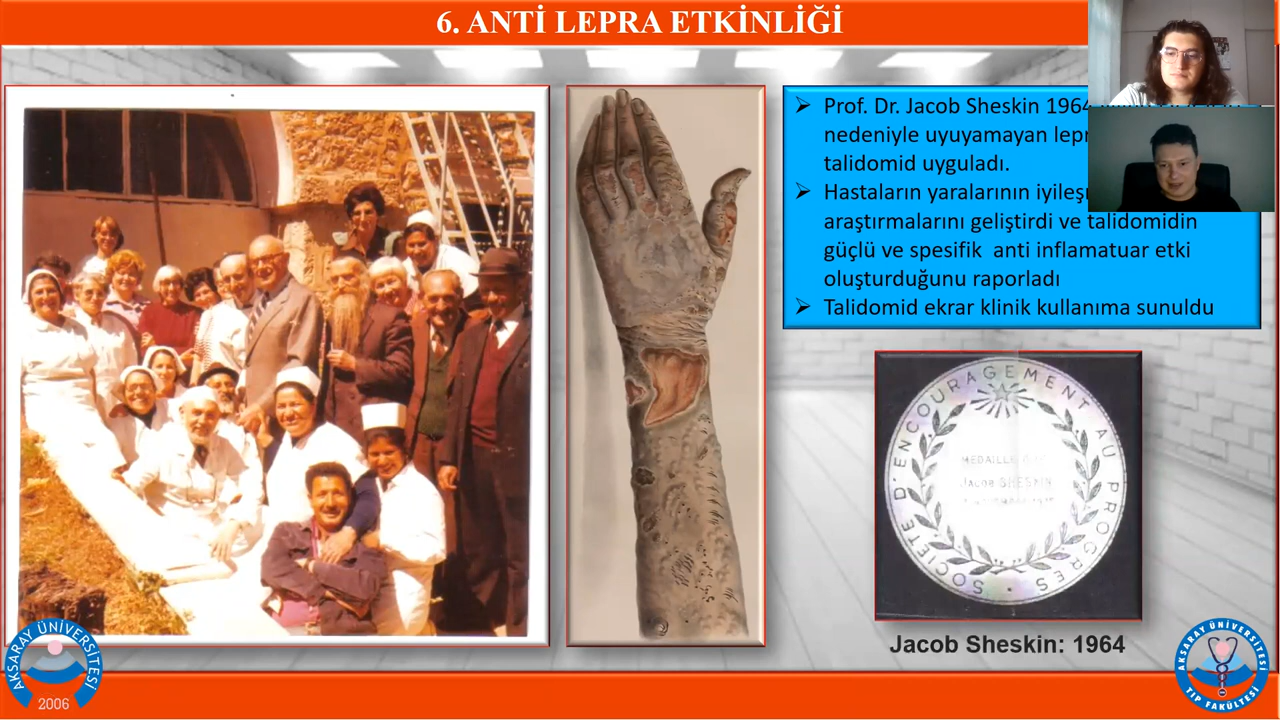 6. ANTİ LEPRA ETKİNLİĞİ
Prof. Dr. Jacob Sheskin 1964
nedeniyle uyuyamayan
talidomid uyguladı.
Hastaların yaralarının
araştırmalarını geliştirdi ve talidomidin
güçlü ve spesifik anti inflamatuar etki
oluşturduğunu raporladı
Talidomid ekrar klinik kullanıma sunuldu
SOCIETE D'ENCOURAGEMENT AU PROGRES
MEDAILLE
JACOB SHESKIN
Jacob Sheskin: 1964
AKSARAY ÜNİVERSİTESİ
2006
AKSARAY ÜNİVERSİTESİ
TIP FAKÜLTESİ